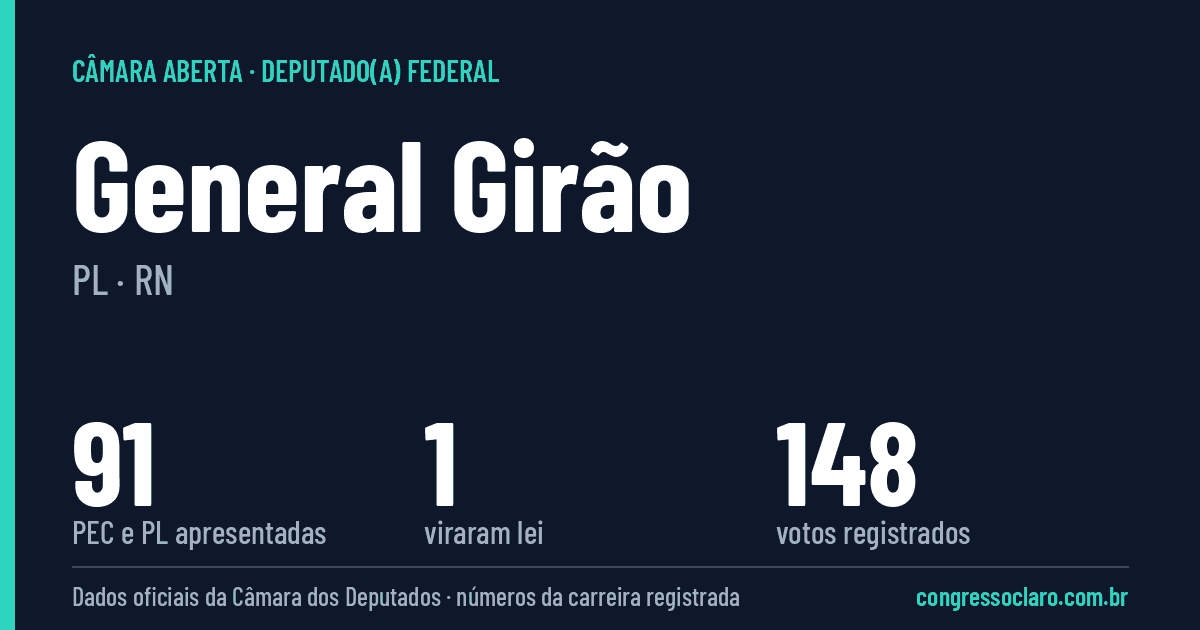 CÂMARA ABERTA · DEPUTADO(A) FEDERAL
General Girão
PL · RN
91 1 148
PEC e PL apresentadas viraram lei votos registrados
Dados oficiais da Câmara dos Deputados · números da carreira registrada congressoclaro.com.br